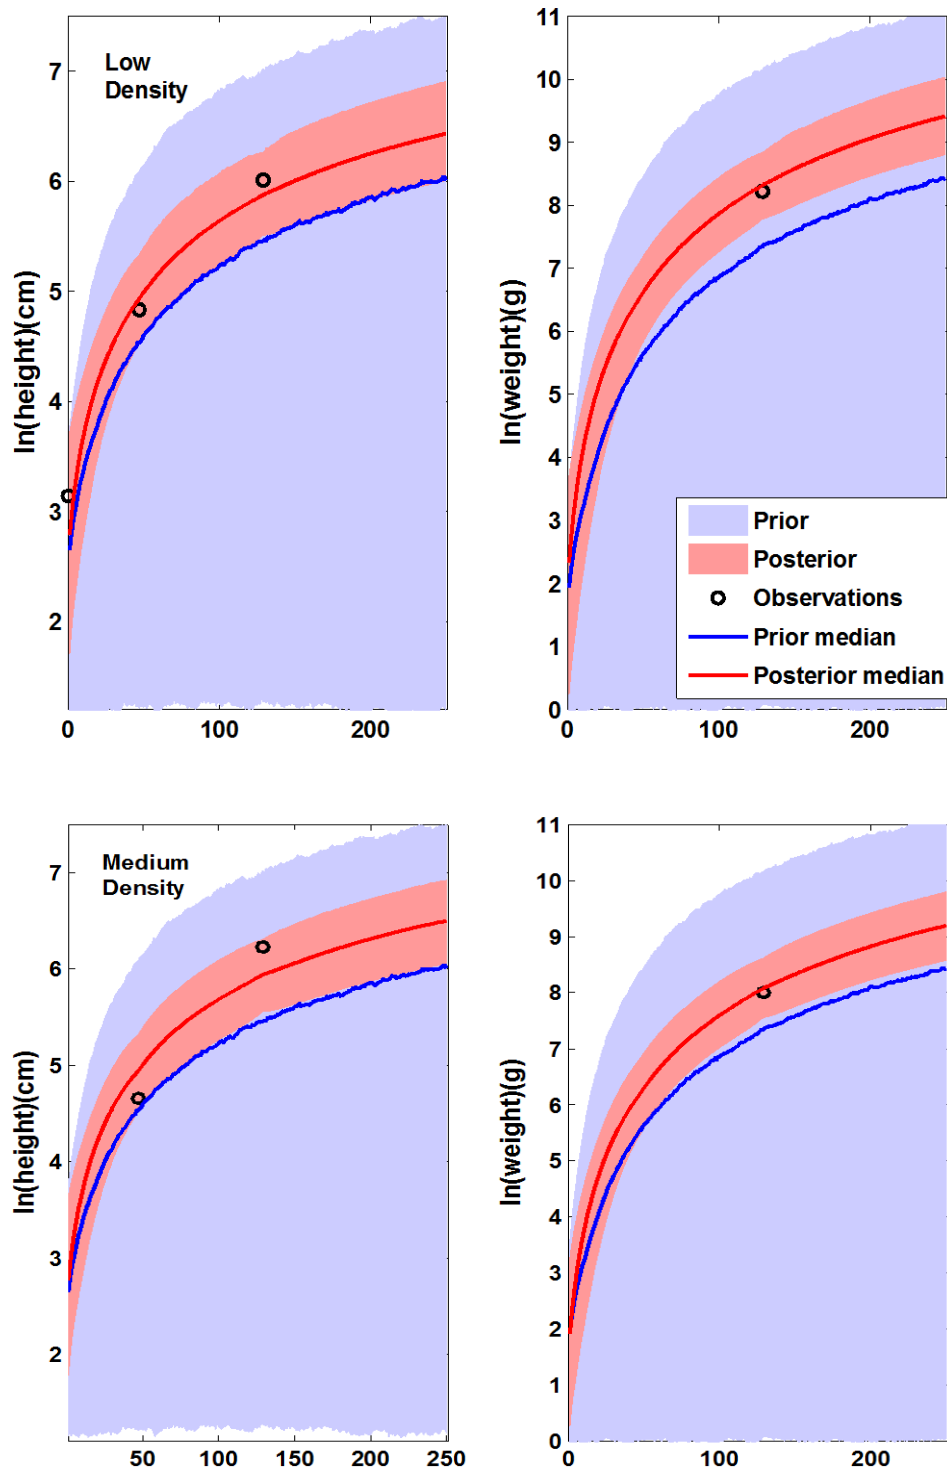 Low
Density
ln(height)(cm)
7
6
5
4
3
2
0 100 200
ln(weight)(g)
11
10
9
8
7
6
5
4
3
2
1
0
0 100 200
Prior
Posterior
Observations
Prior median
Posterior median
Medium
Density
ln(height)(cm)
7
6
5
4
3
2
50 100 150 200 250
ln(weight)(g)
11
10
9
8
7
6
5
4
3
2
1
0
0 100 200